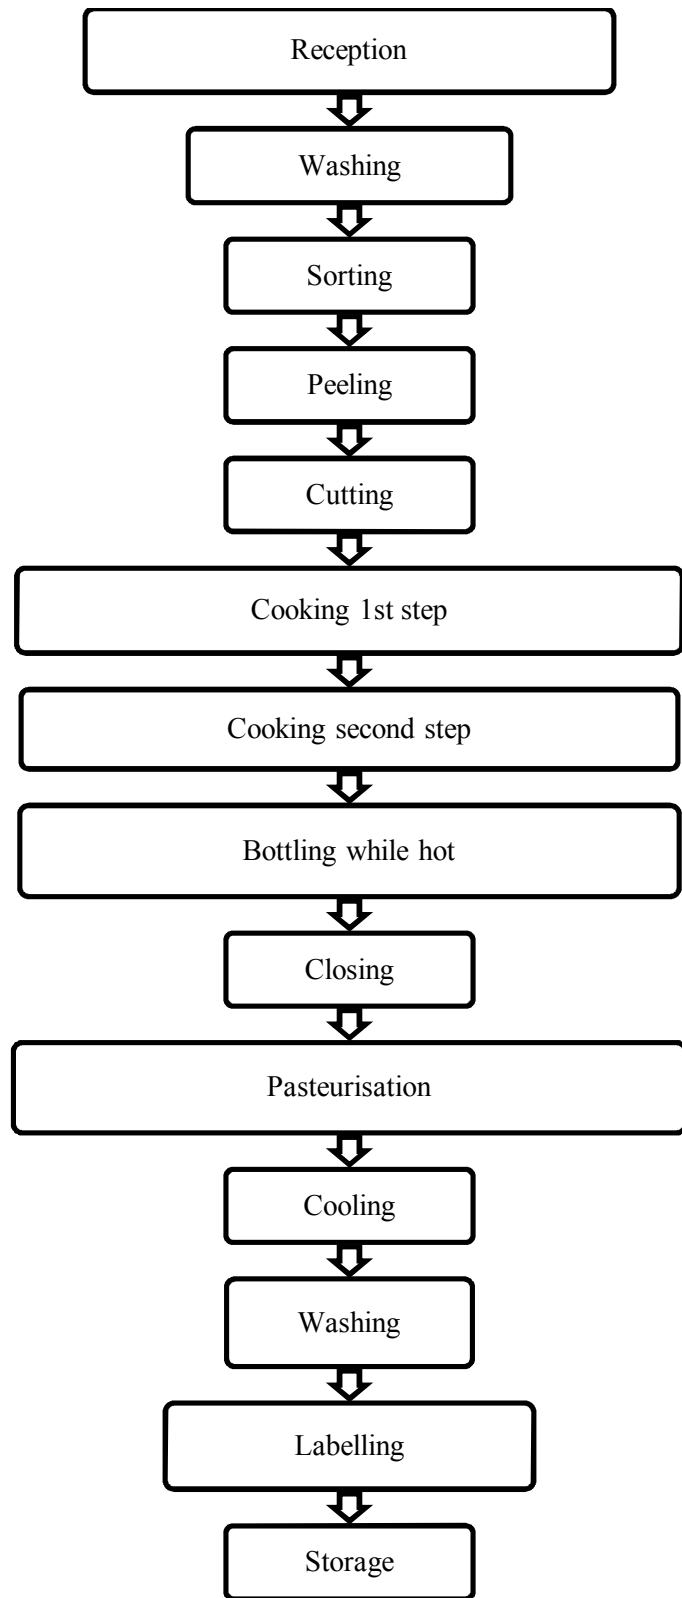 Reception
Washing
Sorting
Peeling
Cutting
Cooking 1st step
Cooking second step
Bottling while hot
Closing
Pasteurisation
Cooling
Washing
Labelling
Storage